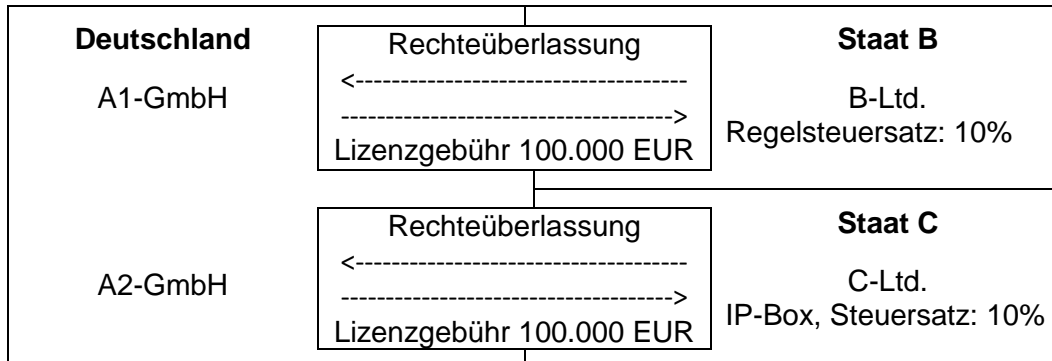 Deutschland
A1-GmbH
Rechteüberlassung
<-------------------------------------
------------------------------------->
Lizenzgebühr 100.000 EUR
Staat B
B-Ltd.
Regelsteuersatz: 10%
A2-GmbH
Rechteüberlassung
<-------------------------------------
------------------------------------->
Lizenzgebühr 100.000 EUR
Staat C
C-Ltd.
IP-Box, Steuersatz: 10%